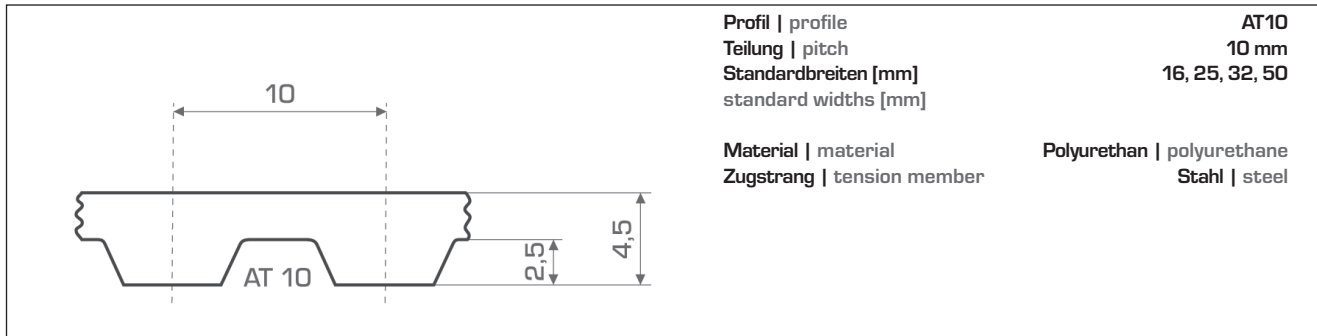 Profil | profile AT10
Teilung | pitch 10 mm
Standardbreiten [mm] 16, 25, 32, 50
standard widths [mm]
Material | material Polyurethan | polyurethane
Zugstrang | tension member Stahl | steel
10
2,5
4,5
AT 10